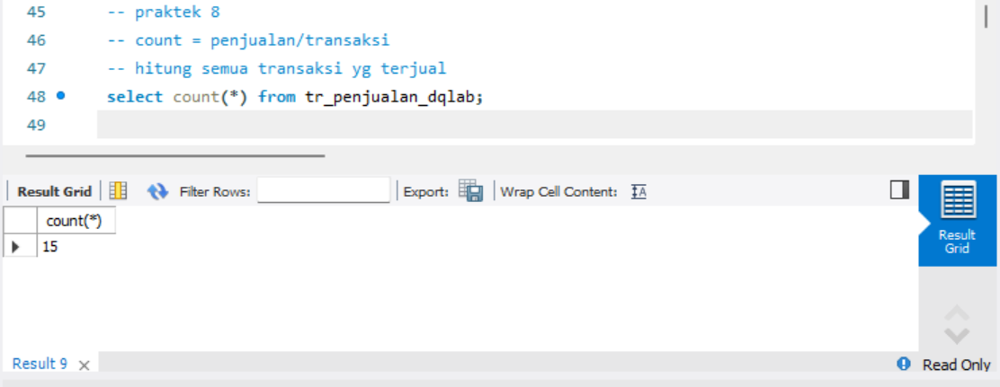 45 -- praktek 8
46 -- count = penjualan/transaksi
47 -- hitung semua transaksi yg terjual
48 select count(*) from tr_penjualan_dqlab;
49
Result Grid Filter Rows: Export: Wrap Cell Content: IA
count(*)
15
Result
Grid
Result 9 × Read Only